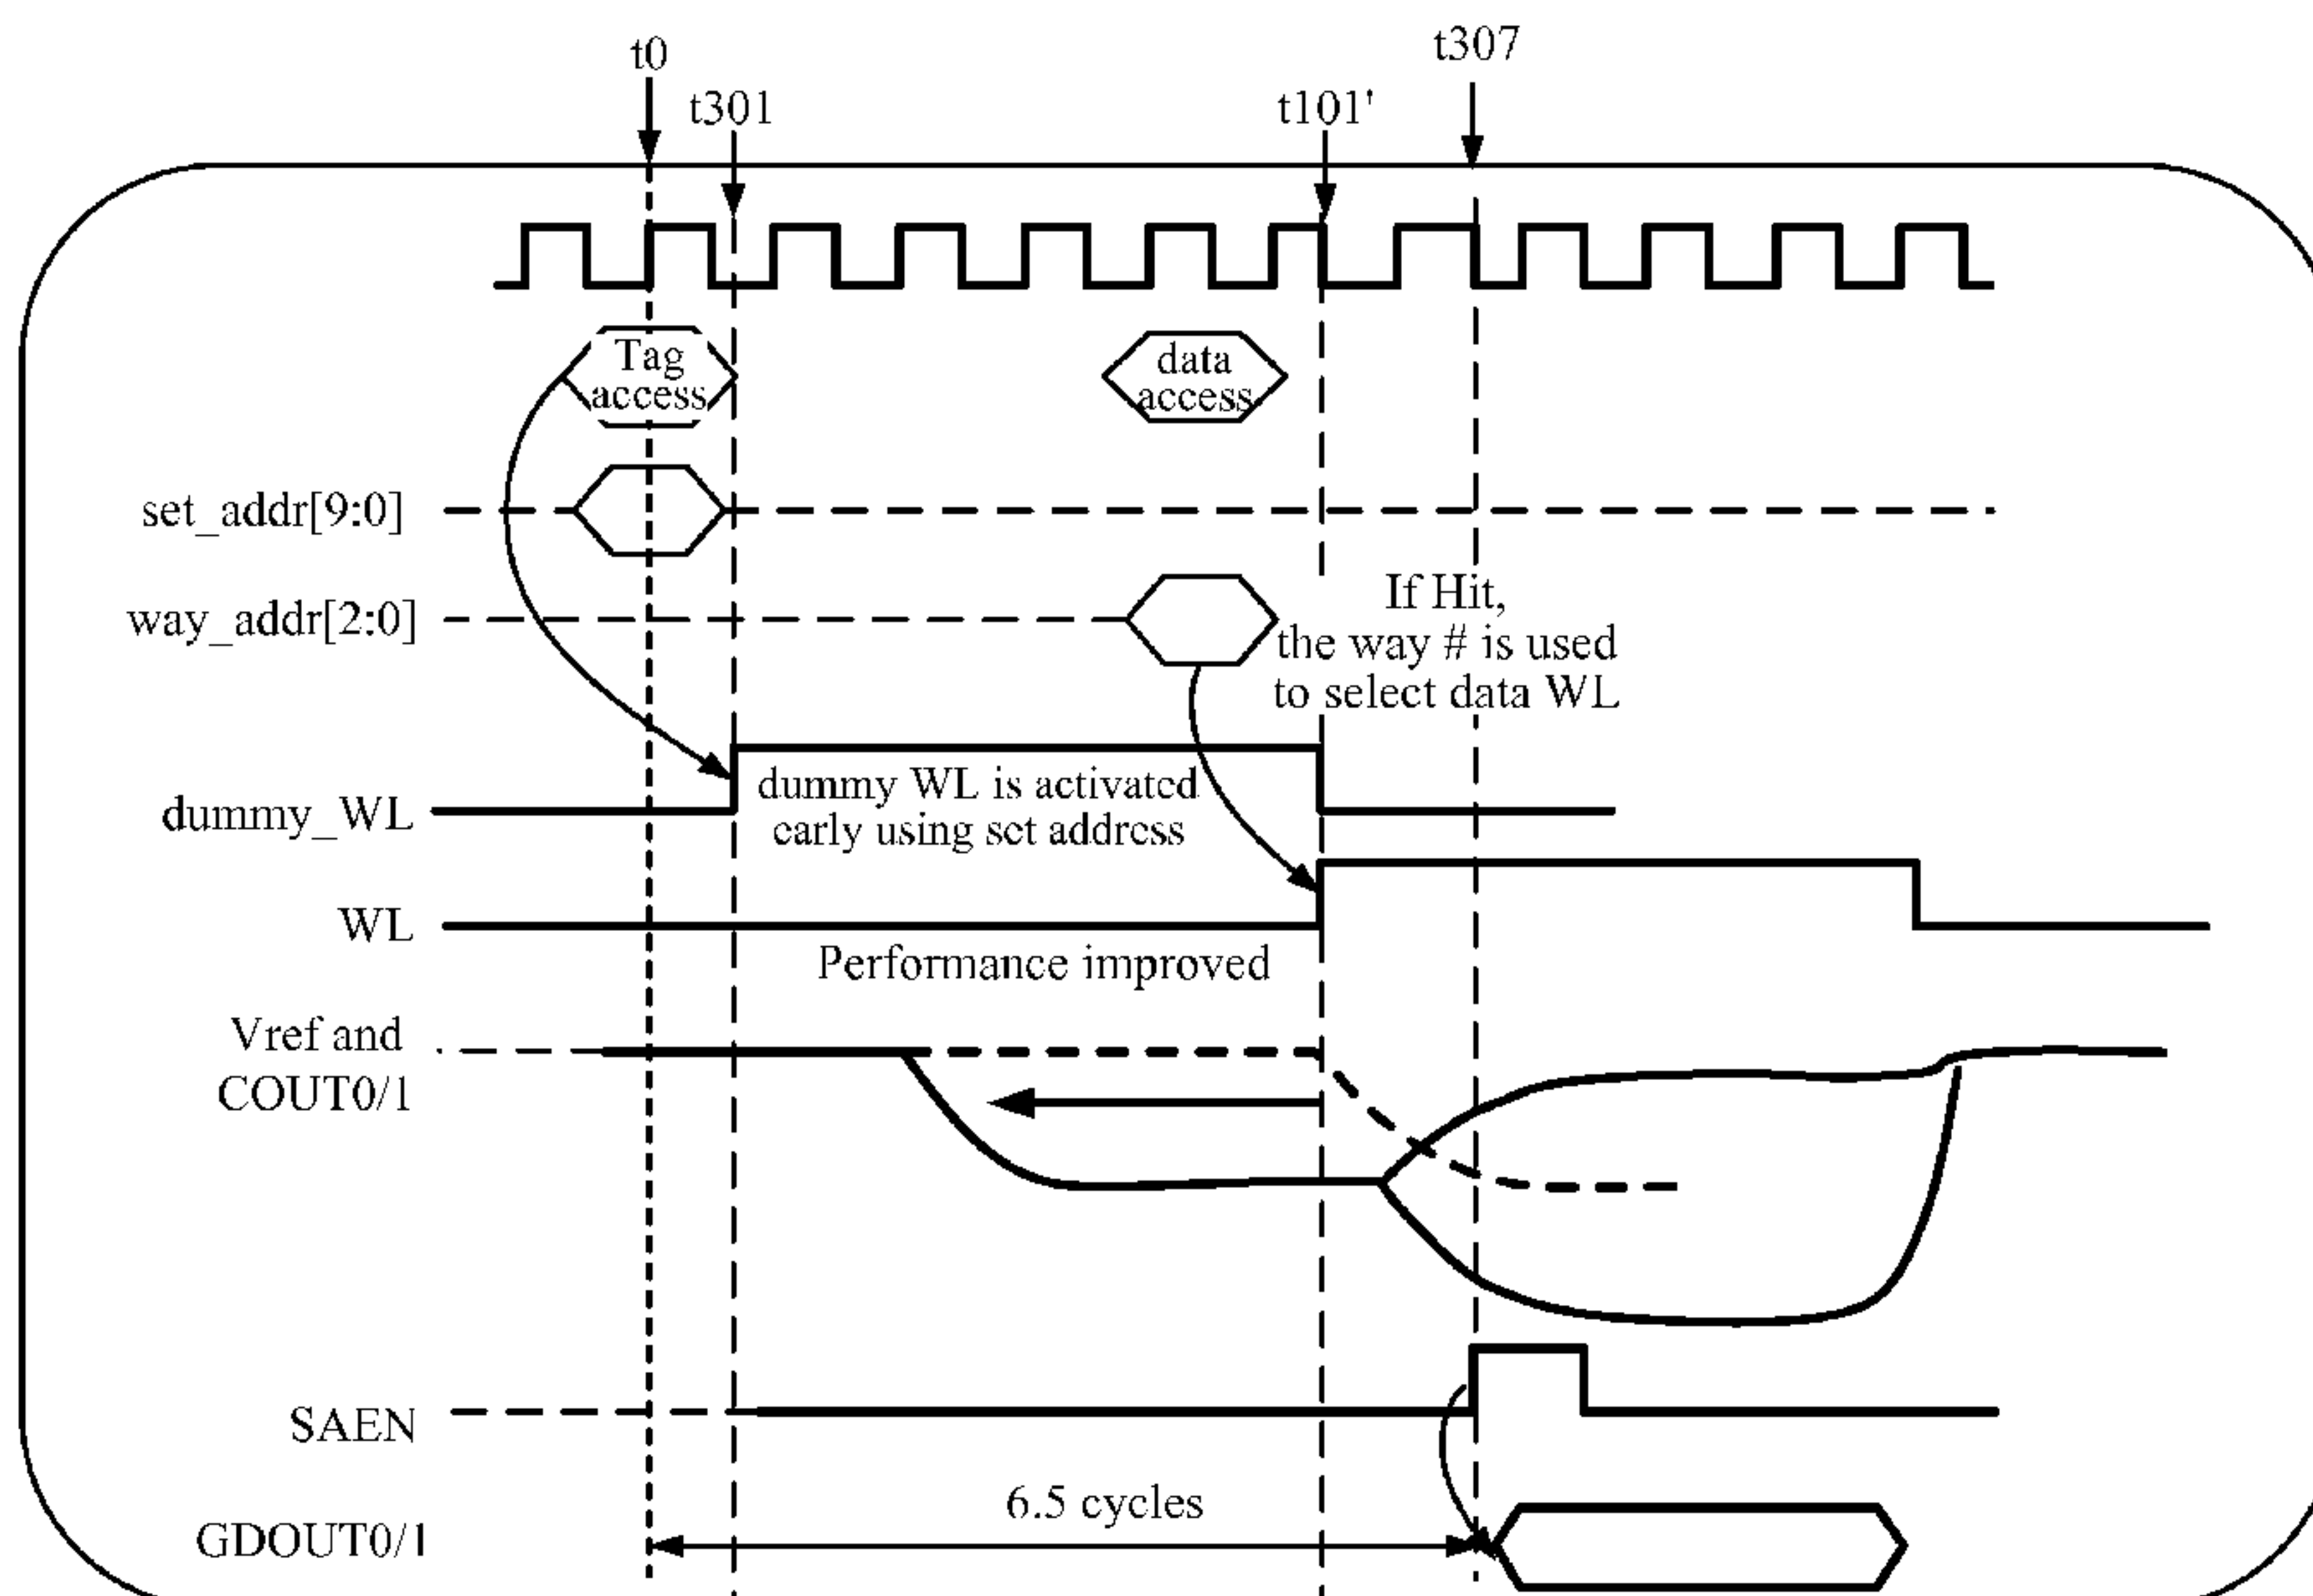 t0
t307
t301
t101'
Tag
access
data
access
set_addr[9:0]
way_addr[2:0]
If Hit,
the way # is used
to select data WL
dummy_WL
dummy WL is activated
early using set address
WL
Performance improved
Vref and
COUT0/1
SAEN
6.5 cycles
GDOUT0/1